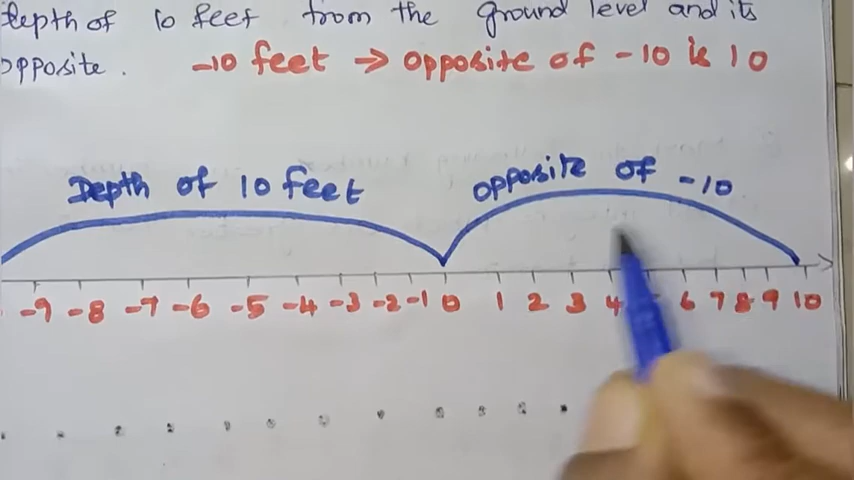 depth of 10 feet from the ground level and its
opposite. -10 feet → opposite of -10 is 10
Depth of 10 feet opposite of -10
-9 -8 -7 -6 -5 -4 -3 -2 -1 0 1 2 3 4 6 7 8 9 10